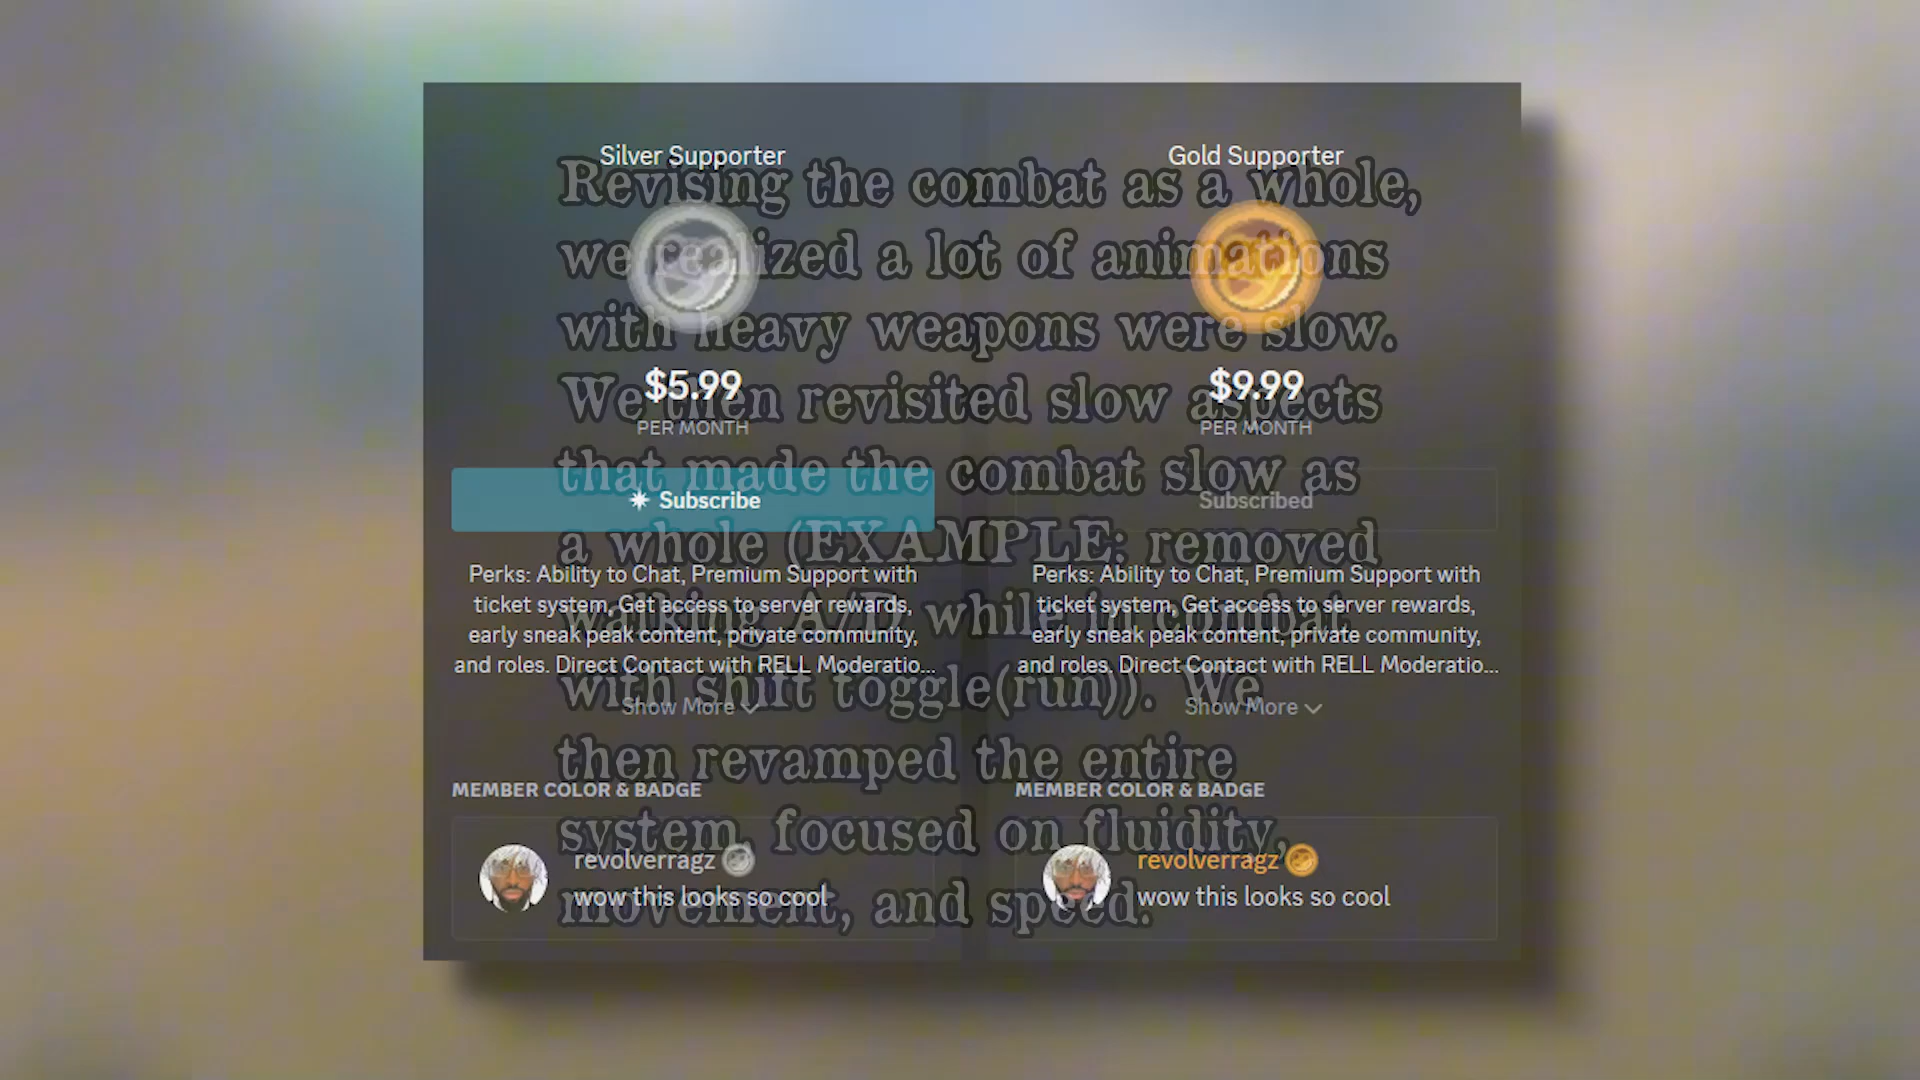 Silver Supporter
$5.99
PER MONTH
Subscribe
Perks: Ability to Chat, Premium Support with
ticket system, Get access to server rewards,
early sneak peak content, private community,
and roles. Direct Contact with RELL Moderatio...
Show More
MEMBER COLOR & BADGE
revolverragz
wow this looks so cool
Gold Supporter
$9.99
PER MONTH
Subscribed
Perks: Ability to Chat, Premium Support with
ticket system, Get access to server rewards,
early sneak peak content, private community,
and roles. Direct Contact with RELL Moderatio...
Show More
MEMBER COLOR & BADGE
revolverragz
wow this looks so cool
Revising the combat as a whole,
we realized a lot of animations
with heavy weapons were slow.
We then revisited slow aspects
that made the combat slow as
a whole (EXAMPLE: removed
walking A/D while in combat
with shift toggle(run)). We
then revamped the entire
system, focused on fluidity,
movement, and speed.